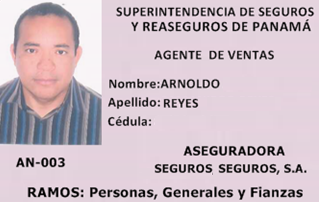 SUPERINTENDENCIA DE SEGUROS
Y REASEGUROS DE PANAMÁ
AGENTE DE VENTAS
Nombre:ARNOLDO
Apellido:REYES
Cédula:
AN-003
ASEGURADORA
SEGUROS SEGUROS, S.A.
RAMOS: Personas, Generales y Fianzas